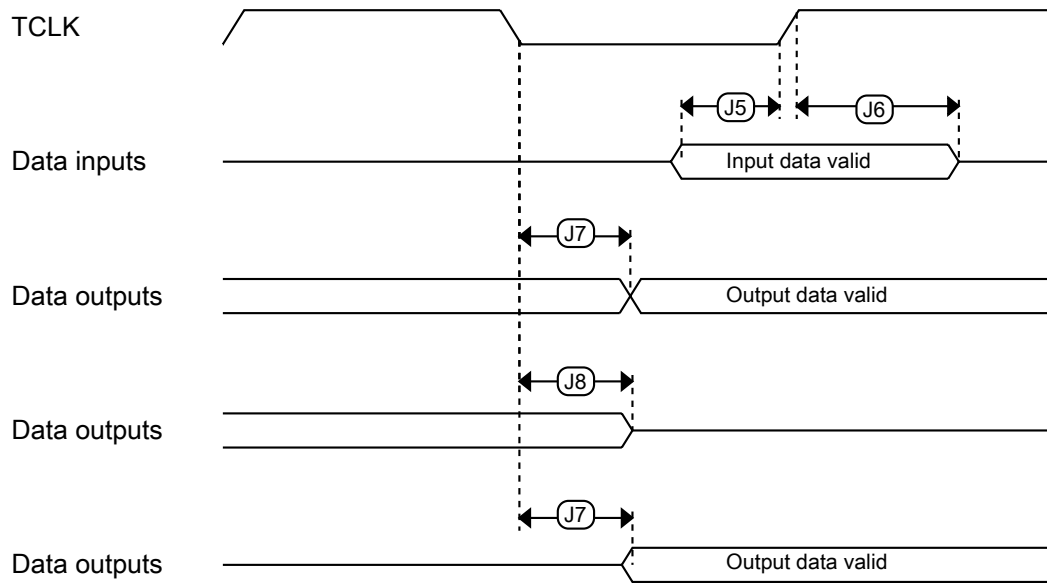 TCLK
J5
J6
Data inputs
Input data valid
J7
Data outputs
Output data valid
J8
Data outputs
J7
Data outputs
Output data valid